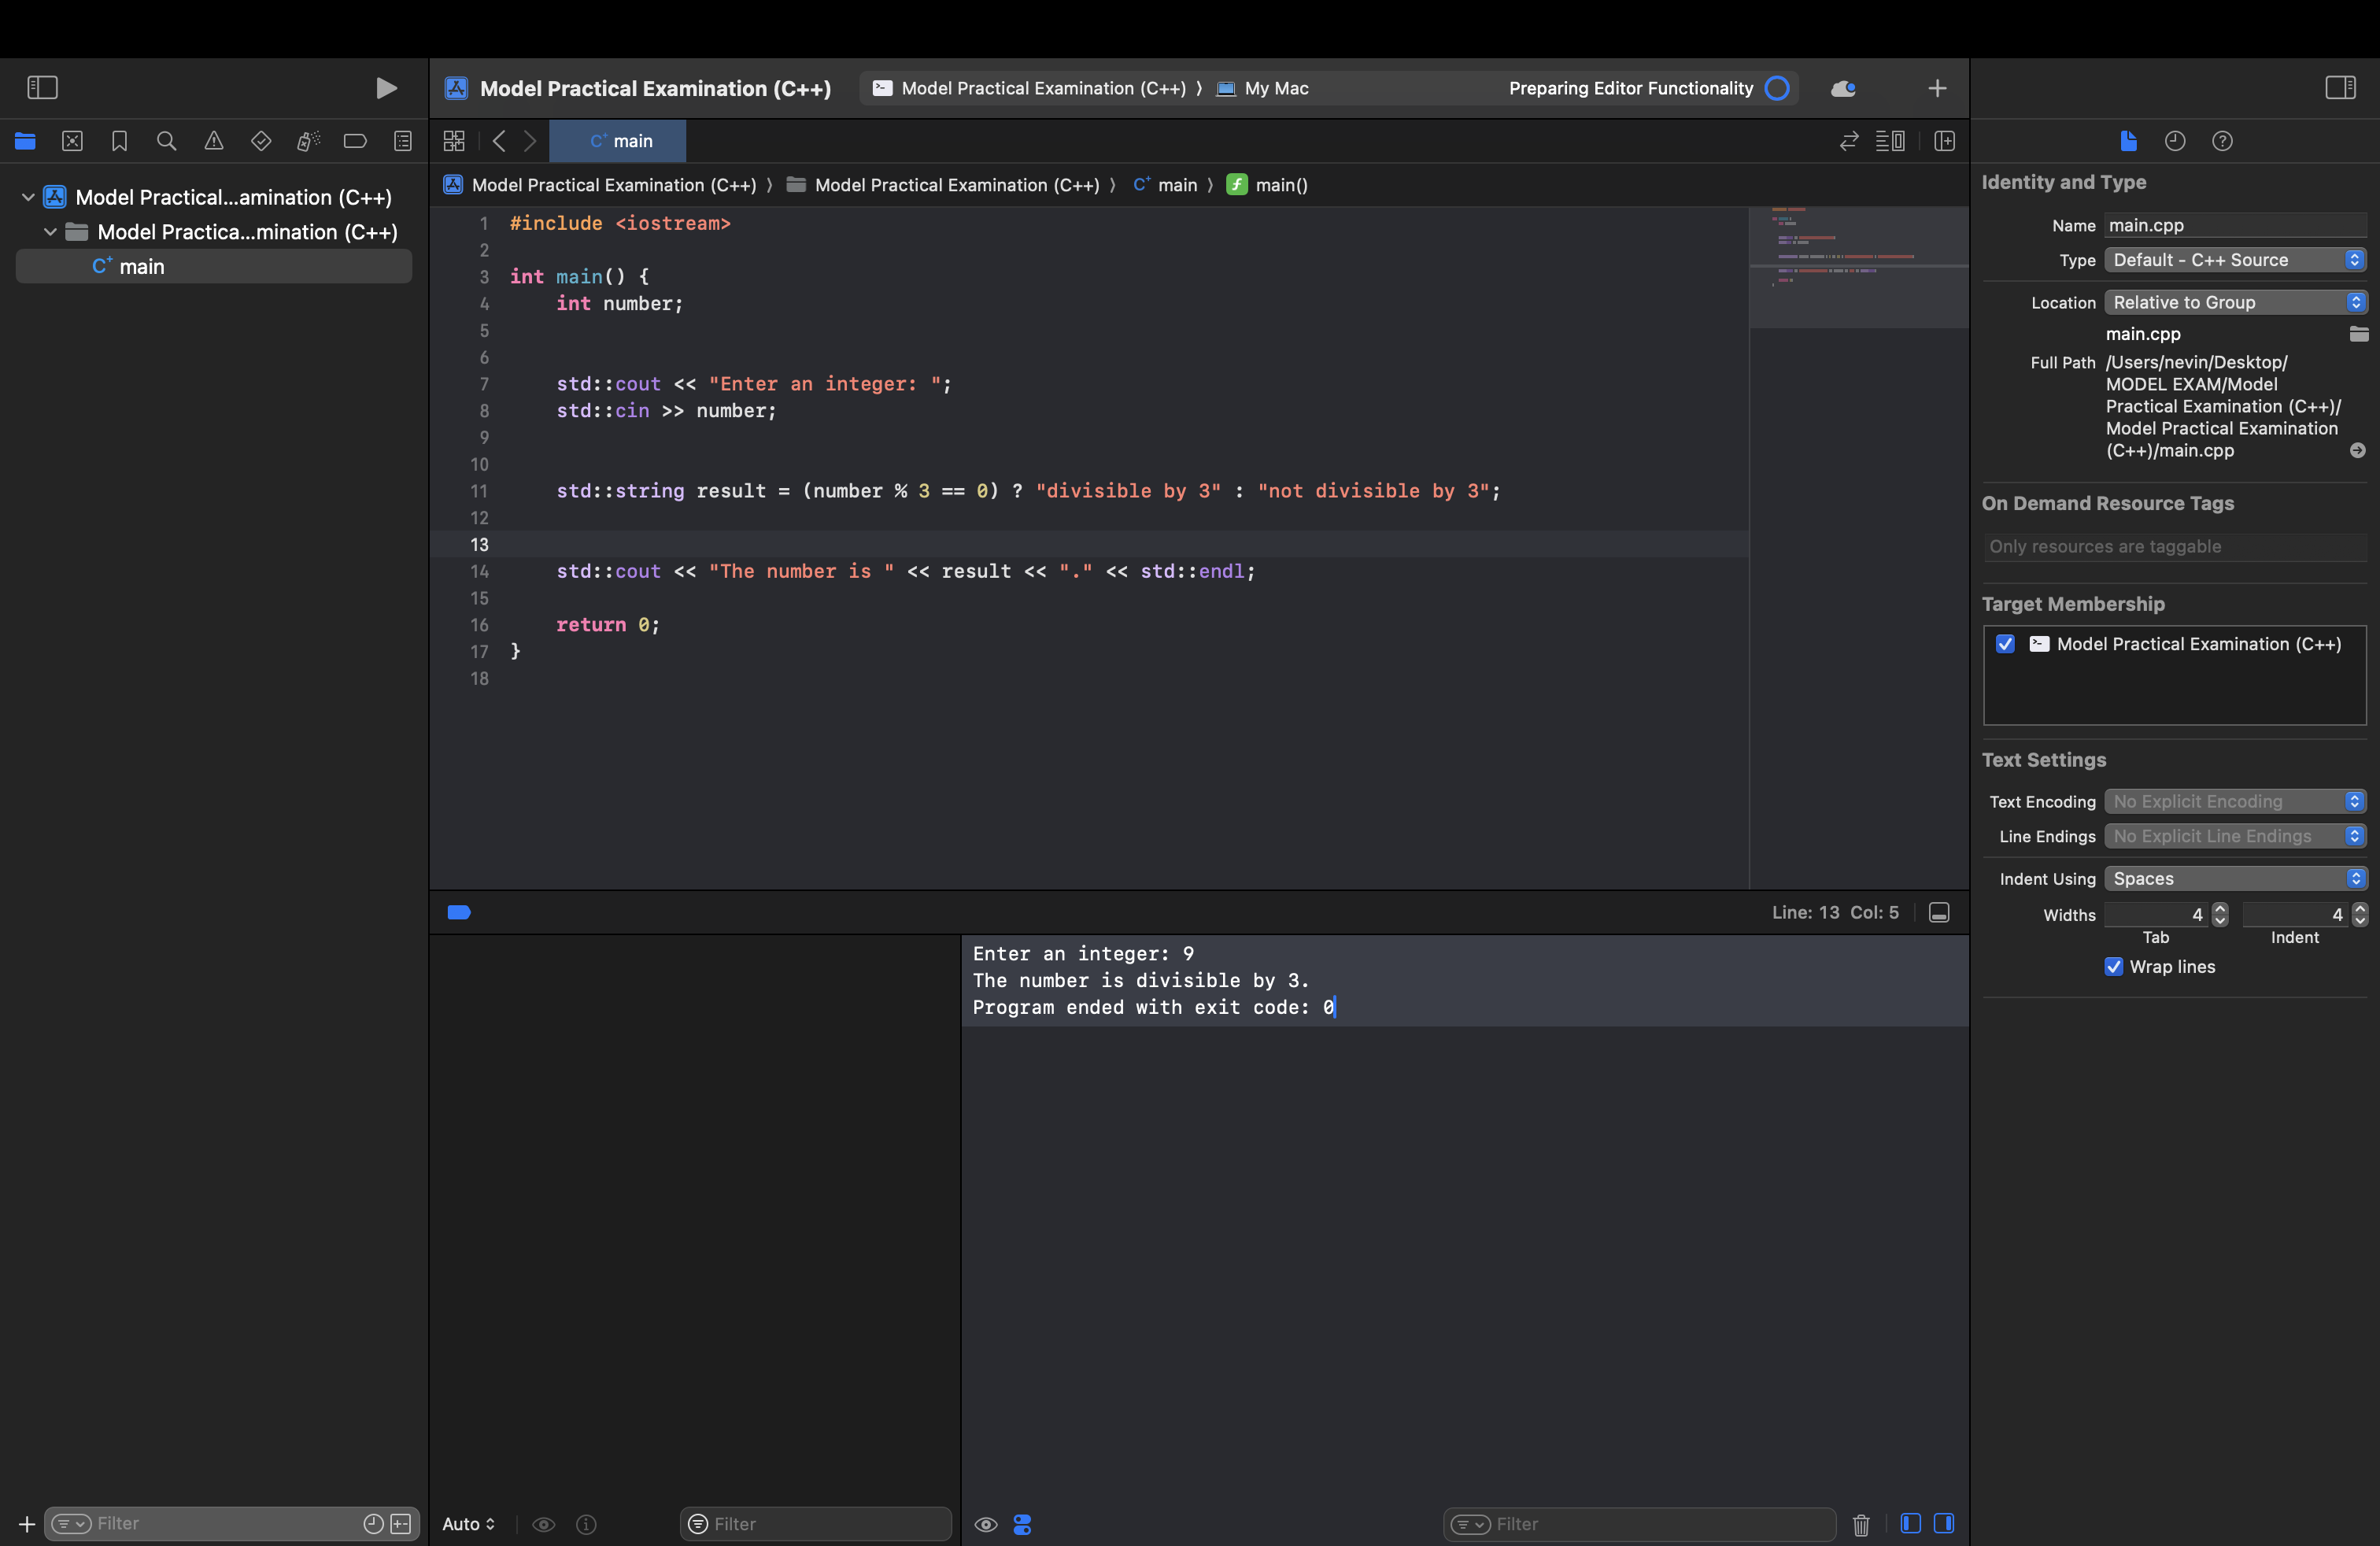 Model Practical Examination (C++)
Model Practical Examination (C++) ⟩ My Mac
Preparing Editor Functionality
main
Model Practical...amination (C++)
Model Practica...mination (C++)
main
Model Practical Examination (C++) ⟩ Model Practical Examination (C++) ⟩ main ⟩ main()
1 #include <iostream>
2
3 int main() {
4     int number;
5
6
7     std::cout << "Enter an integer: ";
8     std::cin >> number;
9
10
11     std::string result = (number % 3 == 0) ? "divisible by 3" : "not divisible by 3";
12
13
14     std::cout << "The number is " << result << "." << std::endl;
15
16     return 0;
17 }
18
Line: 13 Col: 5
Enter an integer: 9
The number is divisible by 3.
Program ended with exit code: 0
Filter
Auto
Filter
Filter
Identity and Type
Name main.cpp
Type Default - C++ Source
Location Relative to Group
main.cpp
Full Path /Users/nevin/Desktop/
MODEL EXAM/Model
Practical Examination (C++)/
Model Practical Examination
(C++)/main.cpp
On Demand Resource Tags
Only resources are taggable
Target Membership
Model Practical Examination (C++)
Text Settings
Text Encoding No Explicit Encoding
Line Endings No Explicit Line Endings
Indent Using Spaces
Widths 4 4
Tab Indent
Wrap lines